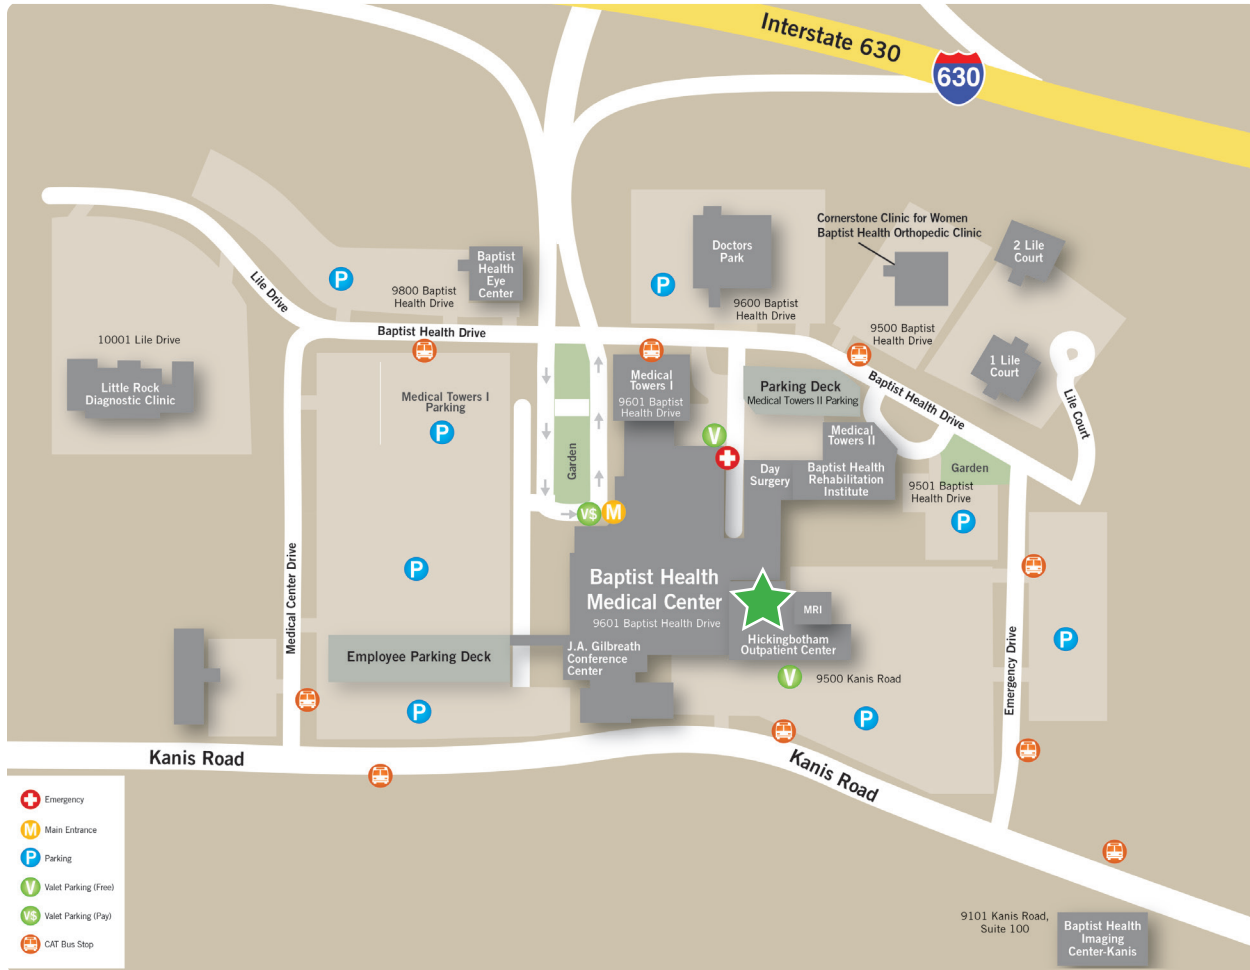 Interstate 630
630
Cornerstone Clinic for Women
Baptist Health Orthopedic Clinic
2 Lile
Court
Doctors
Park
Baptist
Health
Eye
Center
P
P
Lile Drive
9800 Baptist
Health Drive
9600 Baptist
Health Drive
9500 Baptist
Health Drive
Baptist Health Drive
10001 Lile Drive
Little Rock
Diagnostic Clinic
1 Lile
Court
Medical
Towers I
9601 Baptist
Health Drive
Parking Deck
Medical Towers II Parking
Baptist Health Drive
Lile Court
Medical Towers I
Parking
P
Garden
V
Medical
Towers II
Day
Surgery
Baptist Health
Rehabilitation
Institute
Garden
9501 Baptist
Health Drive
P
V$
M
Medical Center Drive
P
Baptist Health
Medical Center
9601 Baptist Health Drive
MRI
Hickingbotham
Outpatient Center
J.A. Gilbreath
Conference
Center
Employee Parking Deck
P
V
9500 Kanis Road
P
P
Emergency Drive
Kanis Road
Kanis Road
Emergency
M
Main Entrance
P
Parking
V
Valet Parking (Free)
V$
Valet Parking (Pay)
CAT Bus Stop
9101 Kanis Road,
Suite 100
Baptist Health
Imaging
Center-Kanis